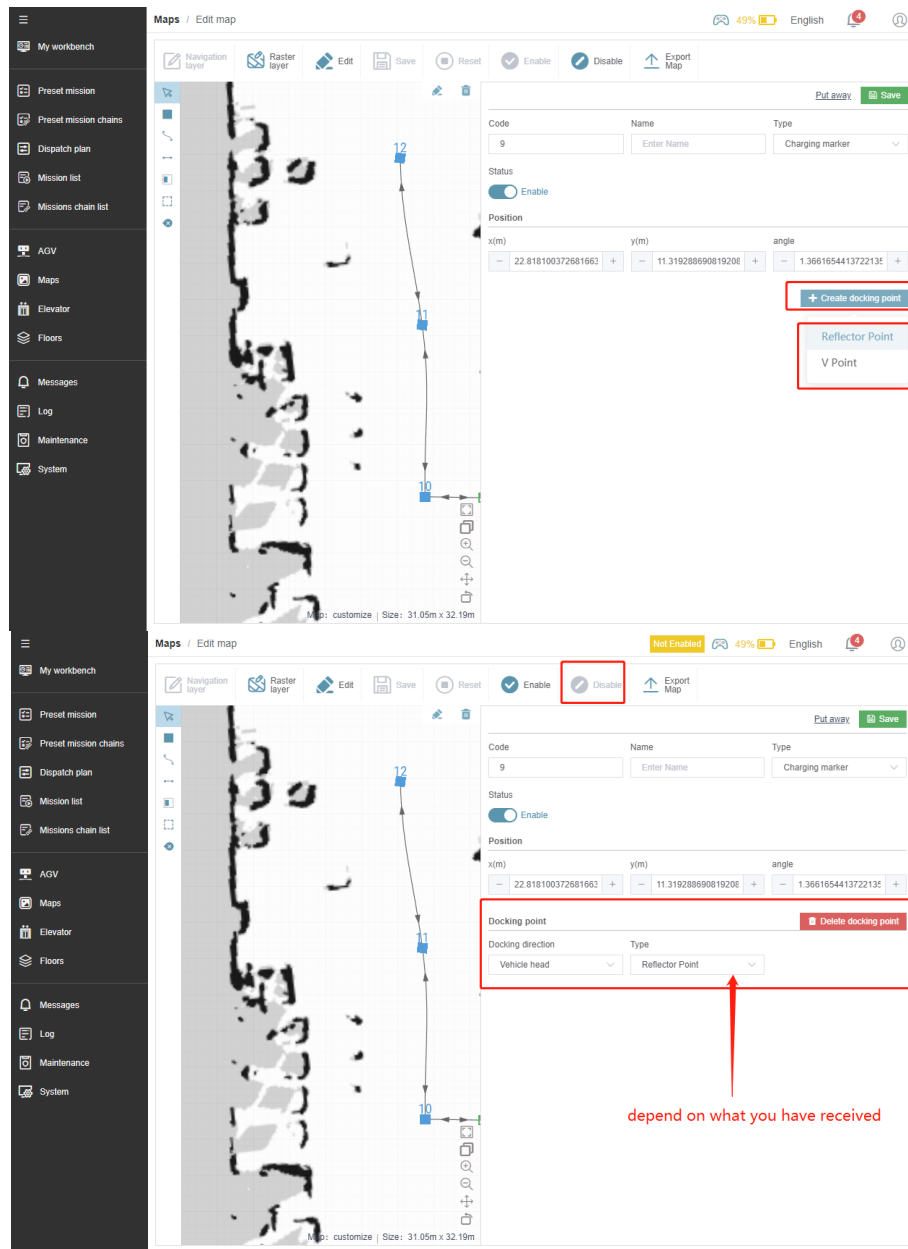 Maps / Edit map
49%
English
4
My workbench
Preset mission
Preset mission chains
Dispatch plan
Mission list
Missions chain list
AGV
Maps
Elevator
Floors
Messages
Log
Maintenance
System
Navigation layer
Raster layer
Edit
Save
Reset
Enable
Disable
Export Map
12
11
10
Map: customize | Size: 31.05m x 32.19m
Put away
Save
Code
Name
Type
9
Enter Name
Charging marker
Status
Enable
Position
x(m)
y(m)
angle
22.818100372681663
11.319288690819208
1.3661654413722135
Create docking point
Reflector Point
V Point
Maps / Edit map
Not Enabled
49%
English
4
My workbench
Preset mission
Preset mission chains
Dispatch plan
Mission list
Missions chain list
AGV
Maps
Elevator
Floors
Messages
Log
Maintenance
System
Navigation layer
Raster layer
Edit
Save
Reset
Enable
Disable
Export Map
12
11
10
customize | Size: 31.05m x 32.19m
Put away
Save
Code
Name
Type
9
Enter Name
Charging marker
Status
Enable
Position
x(m)
y(m)
angle
22.818100372681663
11.319288690819208
Docking point
Delete docking point
Docking direction
Type
Vehicle head
Reflector Point
depend on what you have received